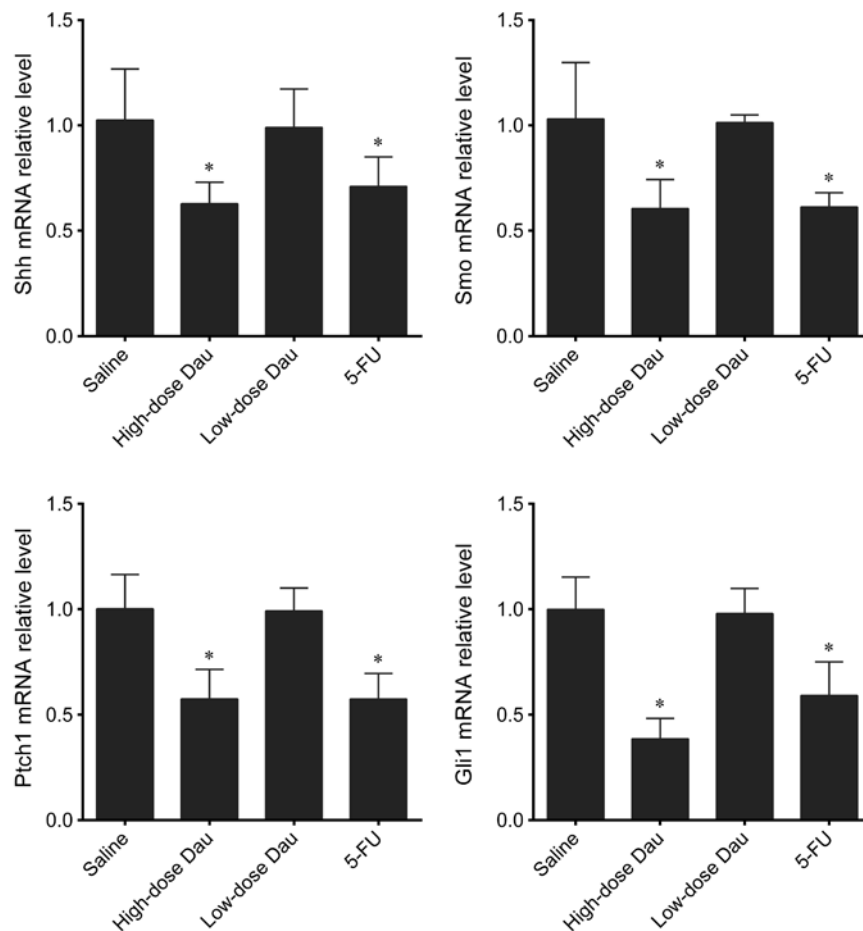 Shh mRNA relative level
1.5
1.0
0.5
0.0
*
*
Saline
High-dose Dau
Low-dose Dau
5-FU
Smo mRNA relative level
1.5
1.0
0.5
0.0
*
*
Saline
High-dose Dau
Low-dose Dau
5-FU
Ptch1 mRNA relative level
1.5
1.0
0.5
0.0
*
*
Saline
High-dose Dau
Low-dose Dau
5-FU
Gli1 mRNA relative level
1.5
1.0
0.5
0.0
*
*
Saline
High-dose Dau
Low-dose Dau
5-FU